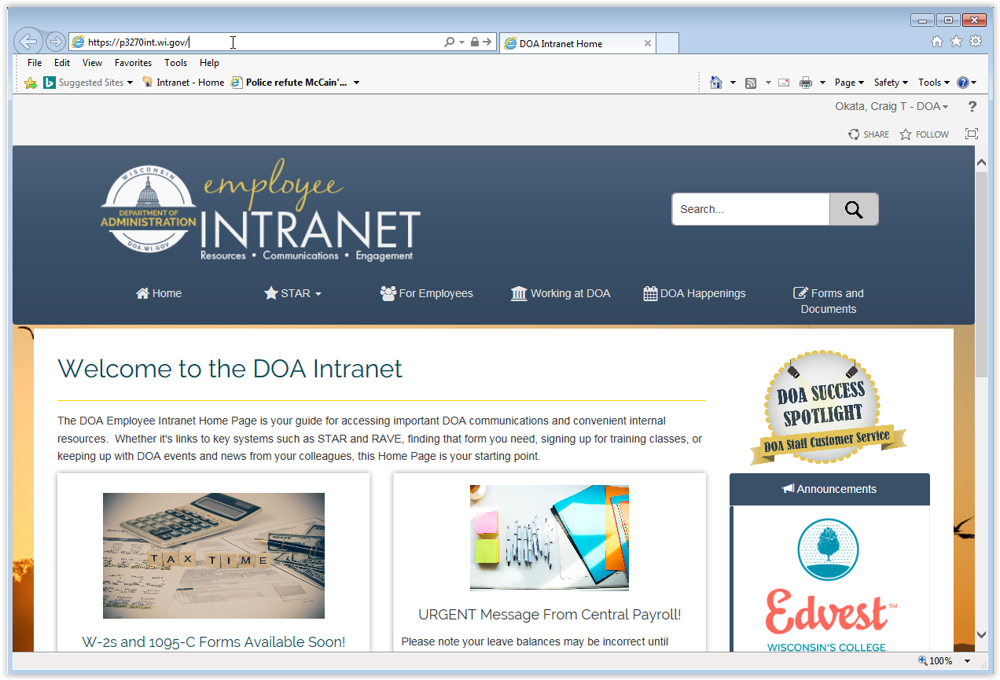 https://p3270int.wi.gov/
DOA Intranet Home
File Edit View Favorites Tools Help
Suggested Sites Intranet - Home Police refute McCain'... Page Safety Tools
Okata, Craig T - DOA ?
SHARE FOLLOW
WISCONSIN
DEPARTMENT OF
ADMINISTRATION
DOA.WI.GOV
employee
INTRANET
Resources • Communications • Engagement
Search...
Home STAR For Employees Working at DOA DOA Happenings Forms and
Documents
Welcome to the DOA Intranet
The DOA Employee Intranet Home Page is your guide for accessing important DOA communications and convenient internal
resources.  Whether it's links to key systems such as STAR and RAVE, finding that form you need, signing up for training classes, or
keeping up with DOA events and news from your colleagues, this Home Page is your starting point.
DOA SUCCESS
SPOTLIGHT
DOA Staff Customer Service
TAX TIME
W-2s and 1095-C Forms Available Soon!
URGENT Message From Central Payroll!
Please note your leave balances may be incorrect until
Announcements
Edvest SM
WISCONSIN'S COLLEGE
100%